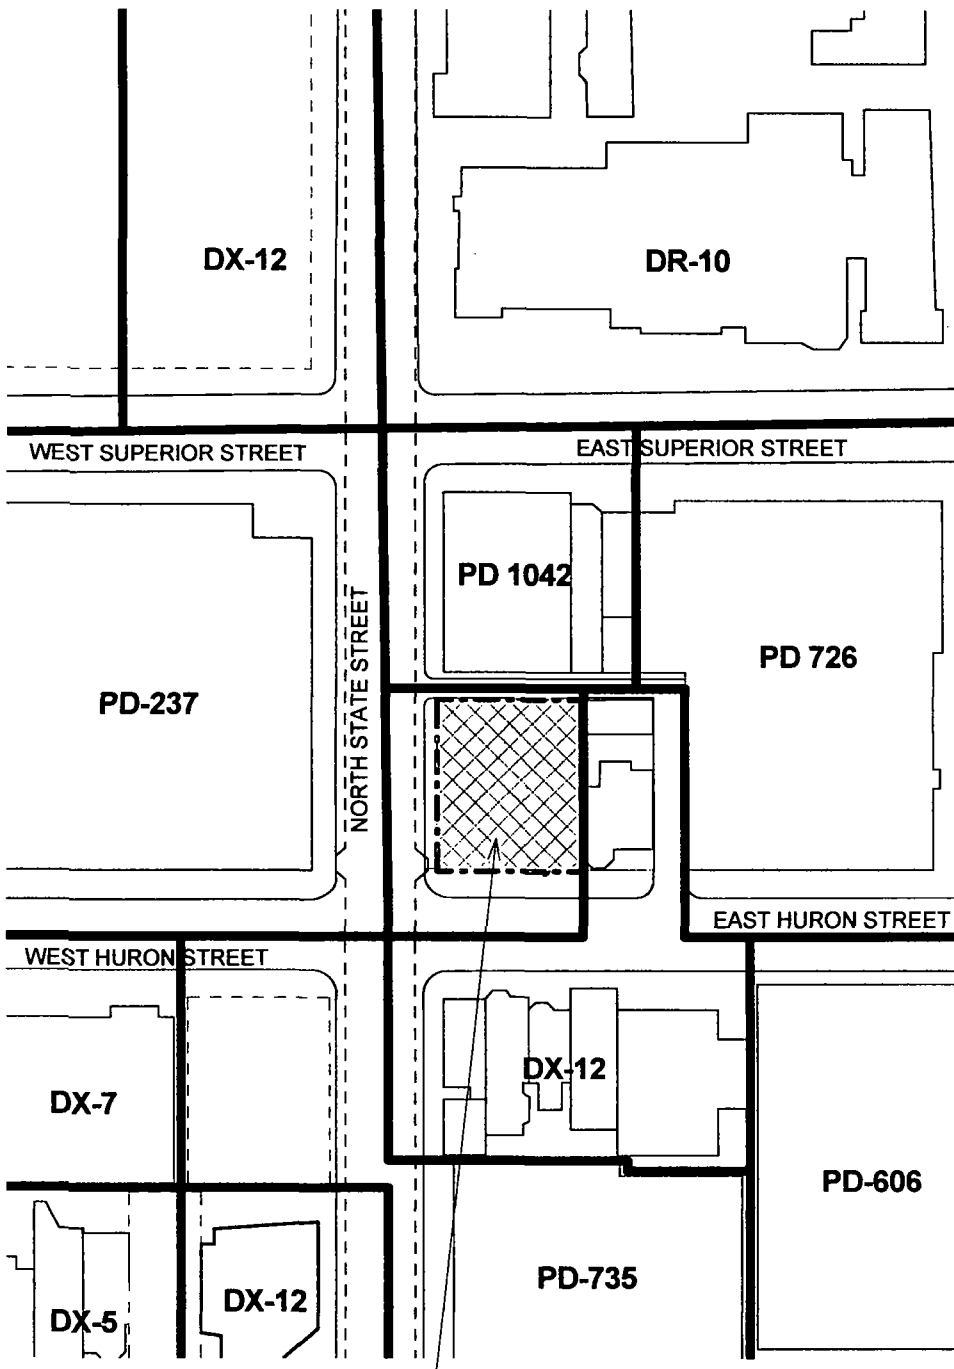 DX-12
DR-10
WEST SUPERIOR STREET
EAST SUPERIOR STREET
PD 1042
PD 726
PD-237
NORTH STATE STREET
EAST HURON STREET
WEST HURON STREET
DX-12
DX-7
PD-606
PD-735
DX-12
DX-5